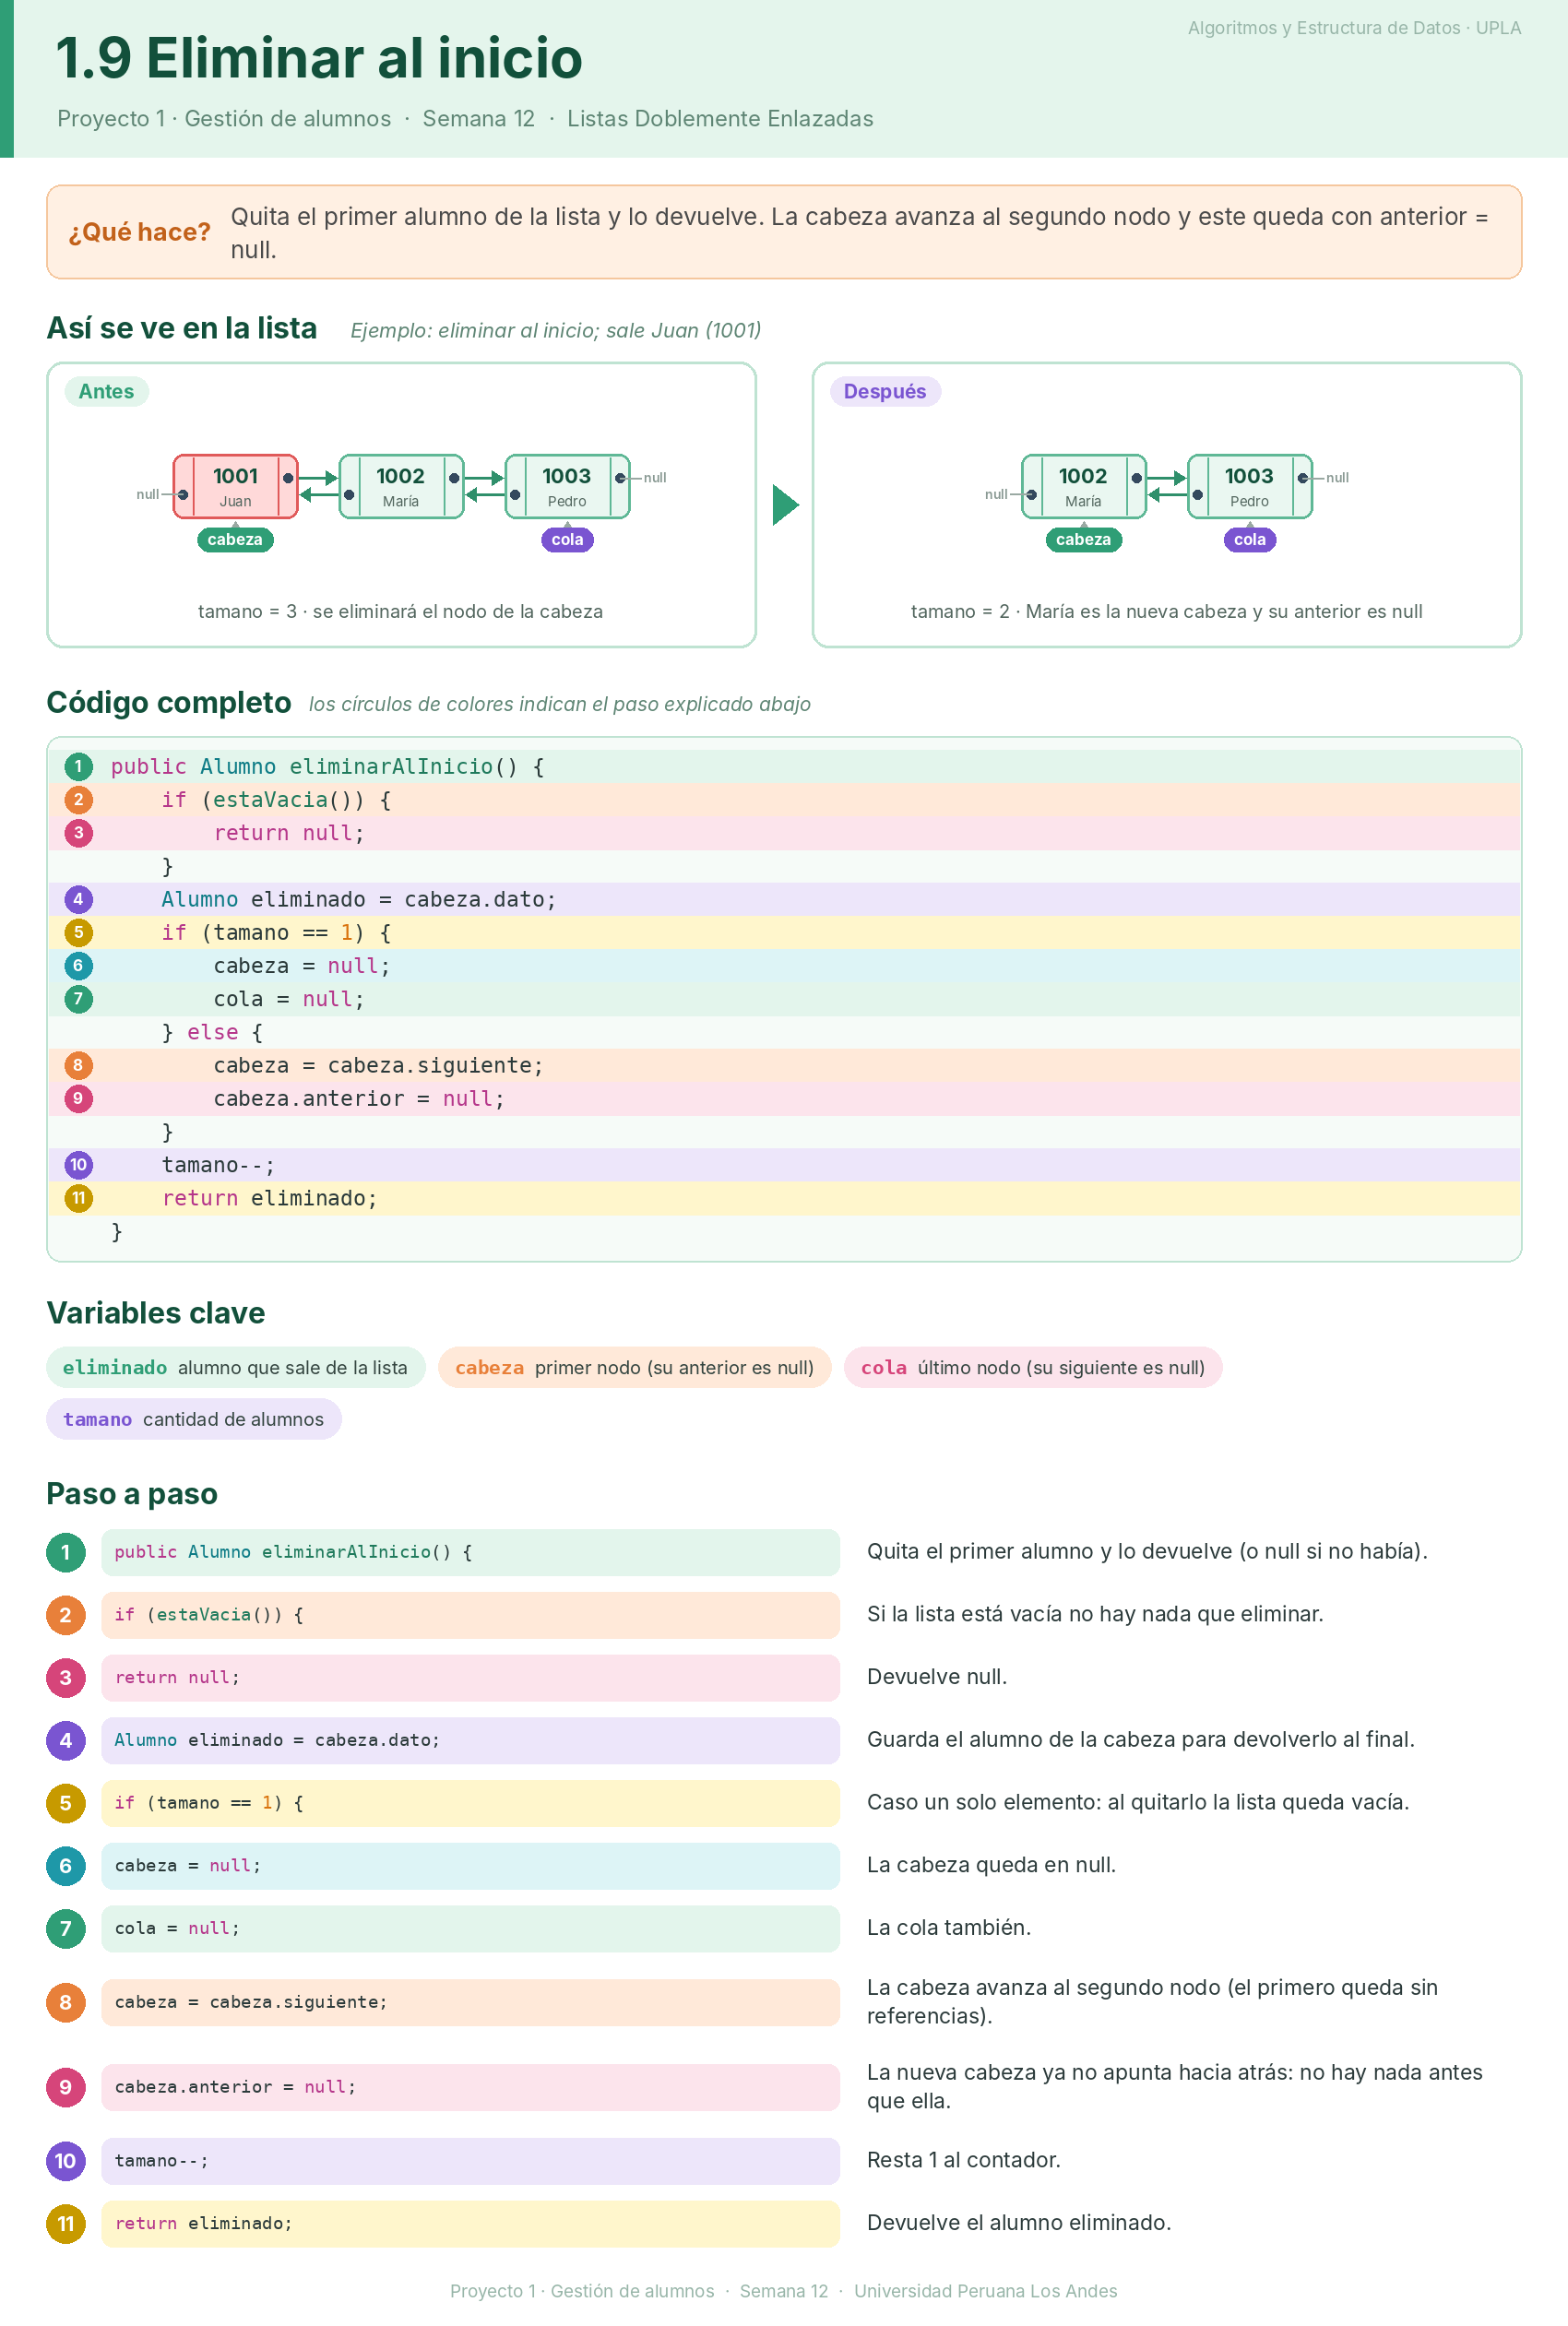 Algoritmos y Estructura de Datos · UPLA
1.9 Eliminar al inicio
Proyecto 1 · Gestión de alumnos · Semana 12 · Listas Doblemente Enlazadas
¿Qué hace?
Quita el primer alumno de la lista y lo devuelve. La cabeza avanza al segundo nodo y este queda con anterior =
null.
Así se ve en la lista
Ejemplo: eliminar al inicio; sale Juan (1001)
Antes
null
1001
Juan
cabeza
1002
María
1003
Pedro
cola
null
tamano = 3 · se eliminará el nodo de la cabeza
Después
null
1002
María
cabeza
1003
Pedro
cola
null
tamano = 2 · María es la nueva cabeza y su anterior es null
Código completo
los círculos de colores indican el paso explicado abajo
1 public Alumno eliminarAlInicio() {
2 if (estaVacia()) {
3 return null;
}
4 Alumno eliminado = cabeza.dato;
5 if (tamano == 1) {
6 cabeza = null;
7 cola = null;
} else {
8 cabeza = cabeza.siguiente;
9 cabeza.anterior = null;
}
10 tamano--;
11 return eliminado;
}
Variables clave
eliminado alumno que sale de la lista
cabeza primer nodo (su anterior es null)
cola último nodo (su siguiente es null)
tamano cantidad de alumnos
Paso a paso
1 public Alumno eliminarAlInicio() {
Quita el primer alumno y lo devuelve (o null si no había).
2 if (estaVacia()) {
Si la lista está vacía no hay nada que eliminar.
3 return null;
Devuelve null.
4 Alumno eliminado = cabeza.dato;
Guarda el alumno de la cabeza para devolverlo al final.
5 if (tamano == 1) {
Caso un solo elemento: al quitarlo la lista queda vacía.
6 cabeza = null;
La cabeza queda en null.
7 cola = null;
La cola también.
8 cabeza = cabeza.siguiente;
La cabeza avanza al segundo nodo (el primero queda sin
referencias).
9 cabeza.anterior = null;
La nueva cabeza ya no apunta hacia atrás: no hay nada antes
que ella.
10 tamano--;
Resta 1 al contador.
11 return eliminado;
Devuelve el alumno eliminado.
Proyecto 1 · Gestión de alumnos · Semana 12 · Universidad Peruana Los Andes